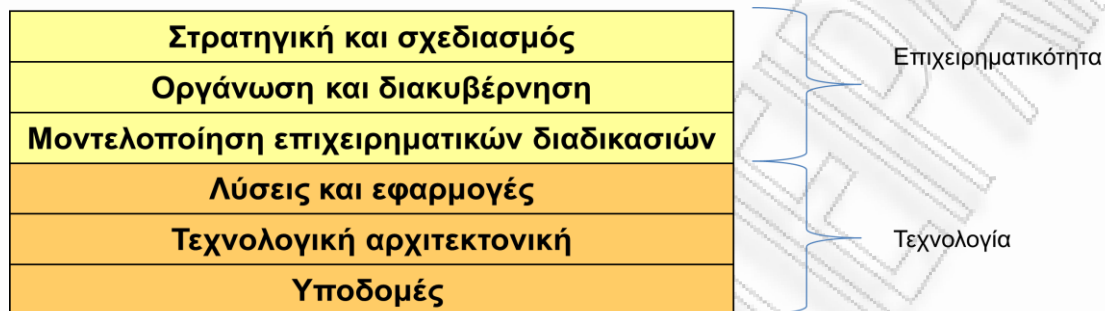 Στρατηγική και σχεδιασμός
Οργάνωση και διακυβέρνηση
Μοντελοποίηση επιχειρηματικών διαδικασιών
Λύσεις και εφαρμογές
Τεχνολογική αρχιτεκτονική
Υποδομές
Επιχειρηματικότητα
Τεχνολογία